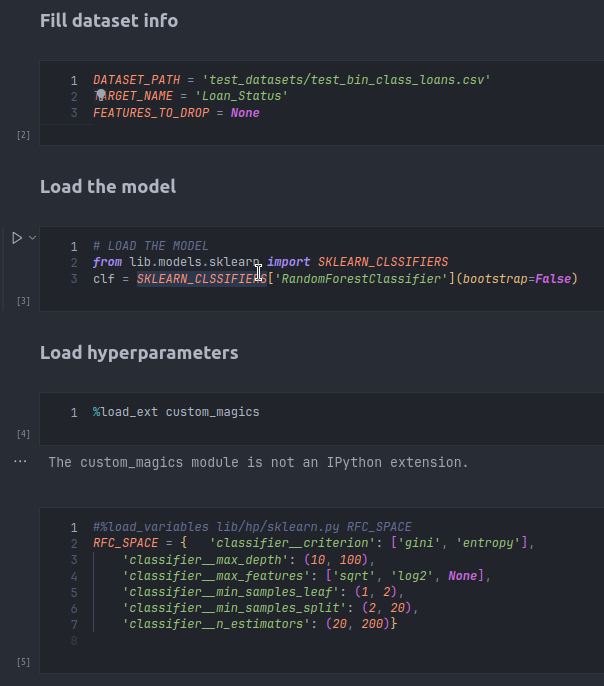 Fill dataset info
1 DATASET_PATH = 'test_datasets/test_bin_class_loans.csv'
2 TARGET_NAME = 'Loan_Status'
3 FEATURES_TO_DROP = None
[2]
Load the model
1 # LOAD THE MODEL
2 from lib.models.sklearn import SKLEARN_CLSSIFIERS
3 clf = SKLEARN_CLSSIFIERS['RandomForestClassifier'](bootstrap=False)
[3]
Load hyperparameters
1 %load_ext custom_magics
[4]
... The custom_magics module is not an IPython extension.
1 #%load_variables lib/hp/sklearn.py RFC_SPACE
2 RFC_SPACE = {   'classifier__criterion': ['gini', 'entropy'],
3     'classifier__max_depth': (10, 100),
4     'classifier__max_features': ['sqrt', 'log2', None],
5     'classifier__min_samples_leaf': (1, 2),
6     'classifier__min_samples_split': (2, 20),
7     'classifier__n_estimators': (20, 200)}
8
[5]